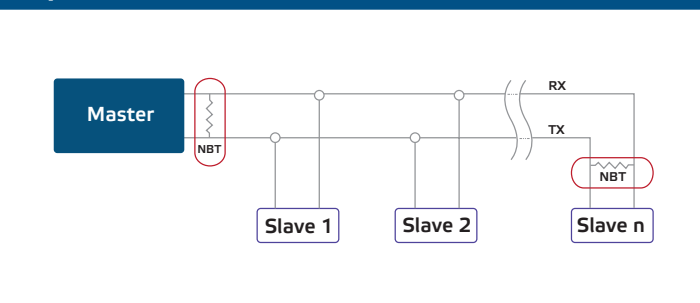 Master
NBT
RX
TX
NBT
Slave 1
Slave 2
Slave n